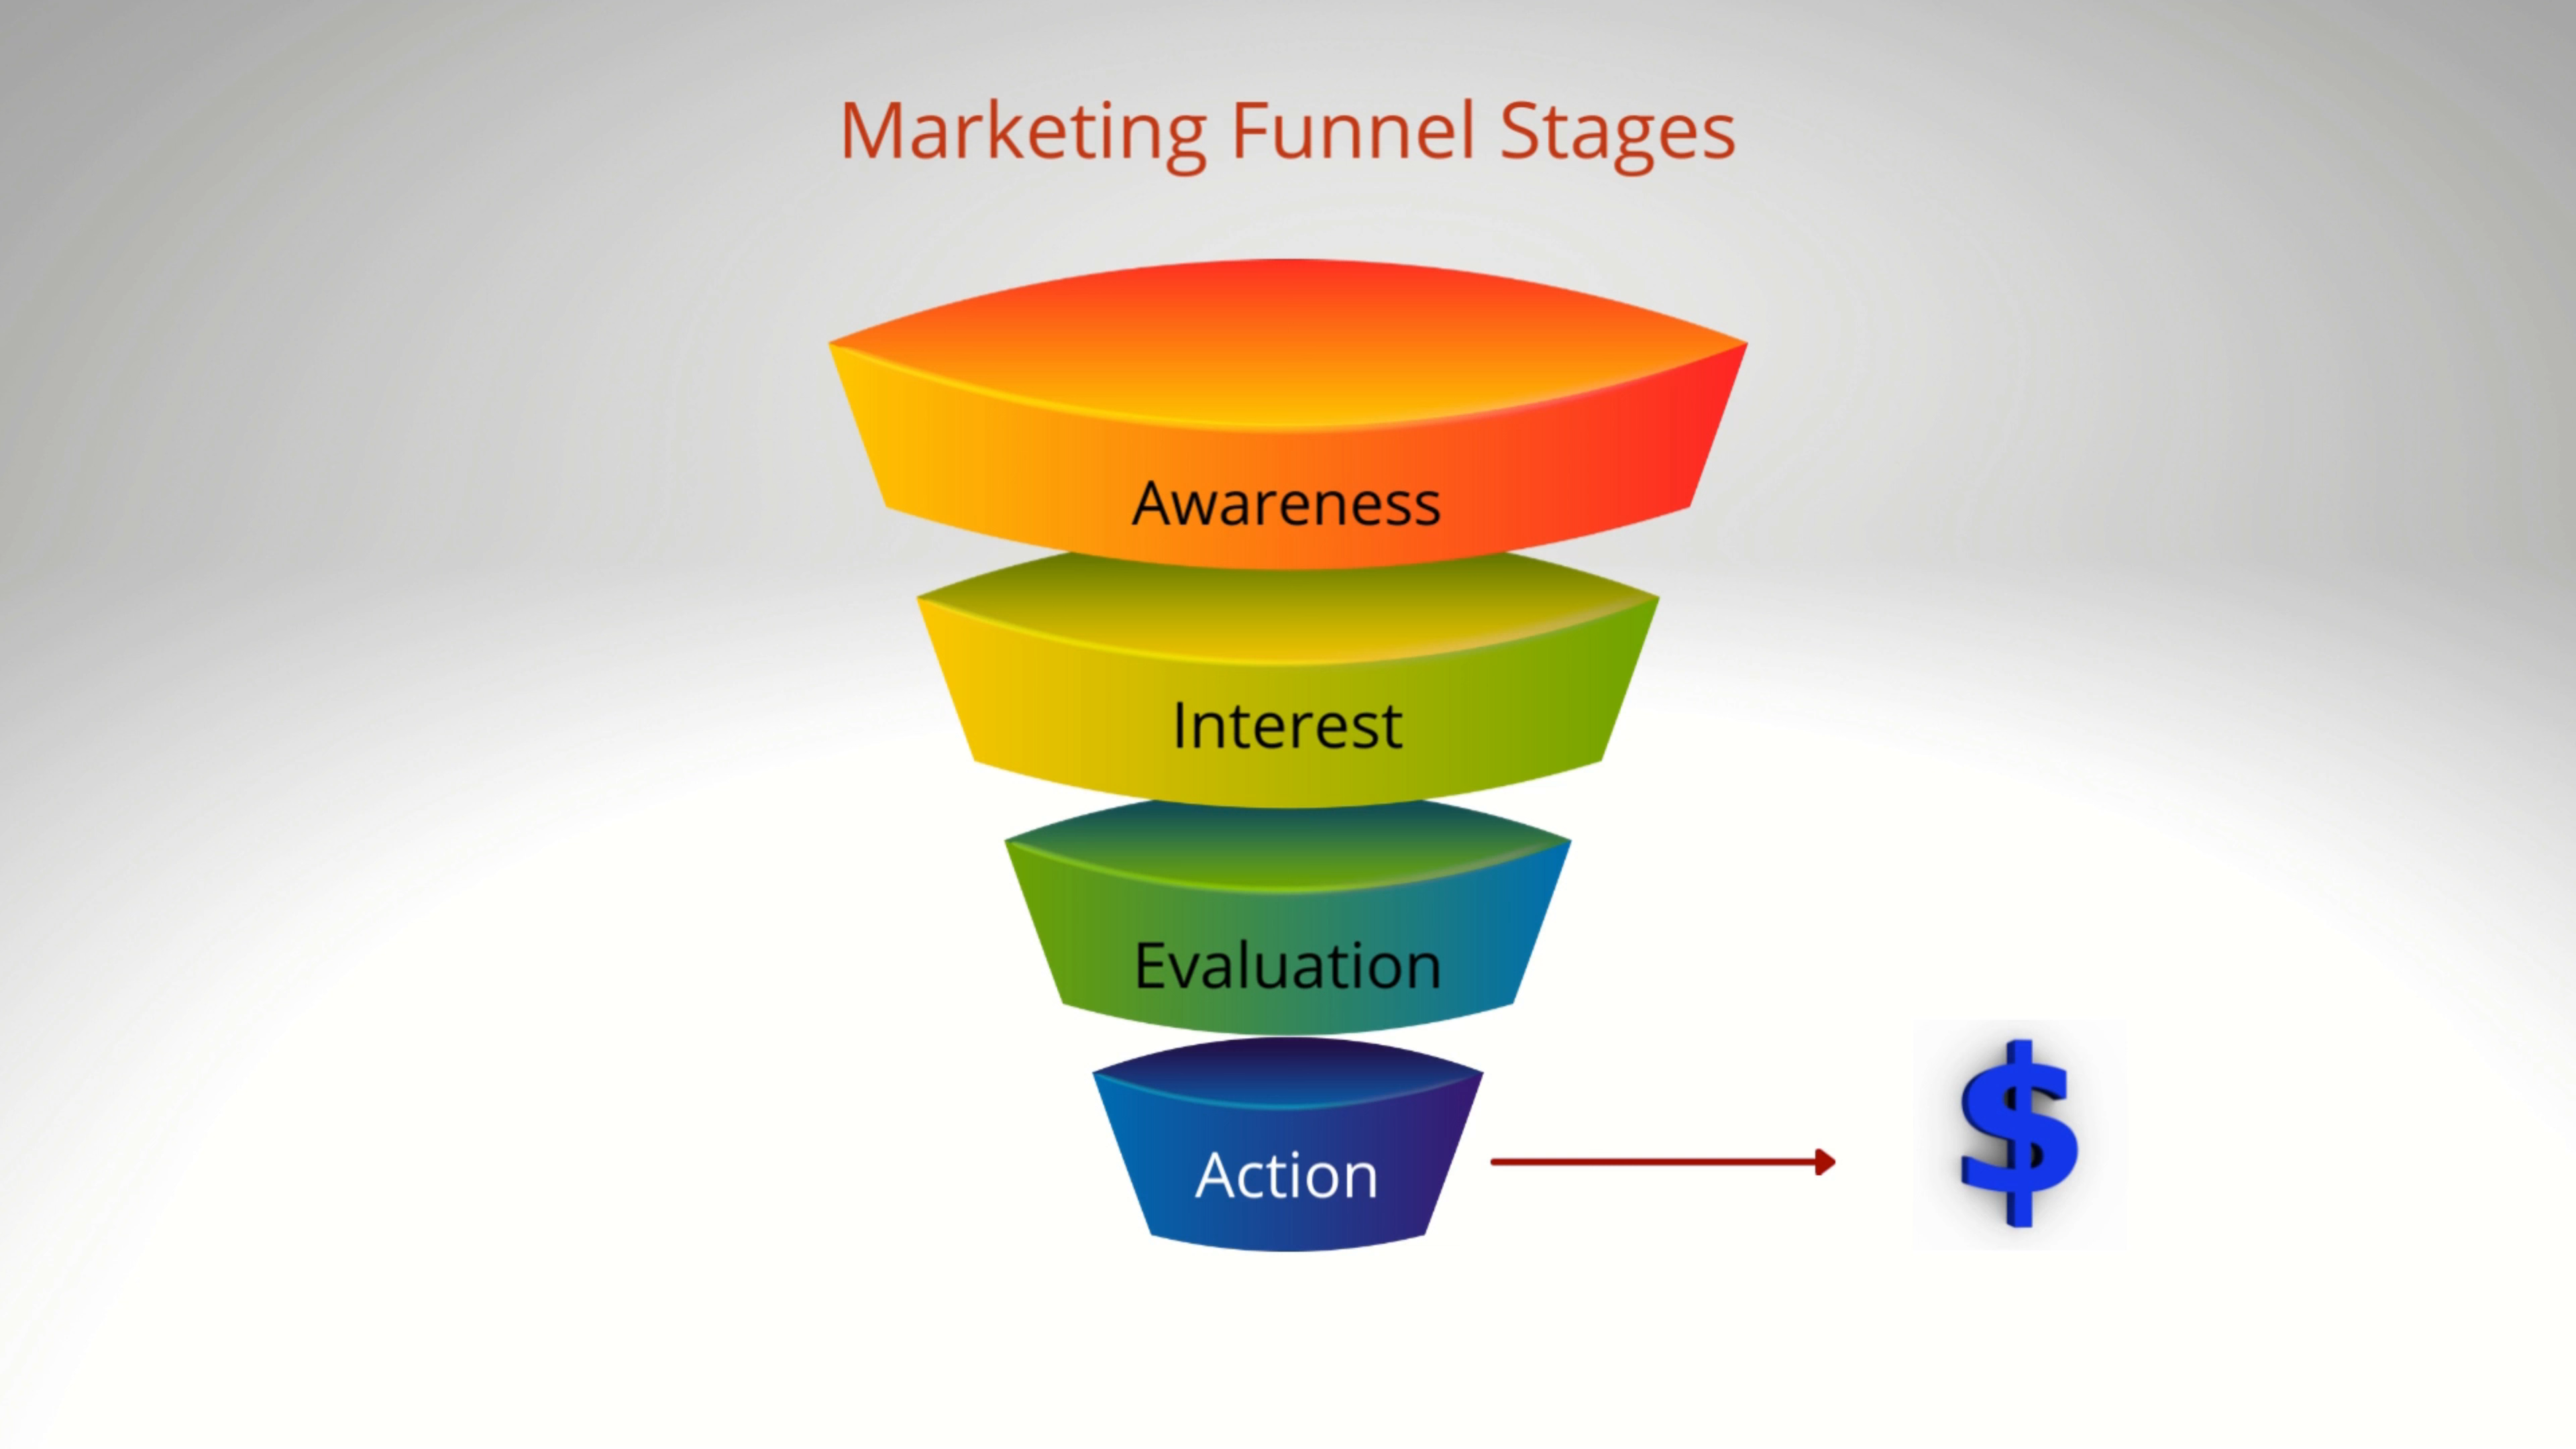 Marketing Funnel Stages
Awareness
Interest
Evaluation
Action
$